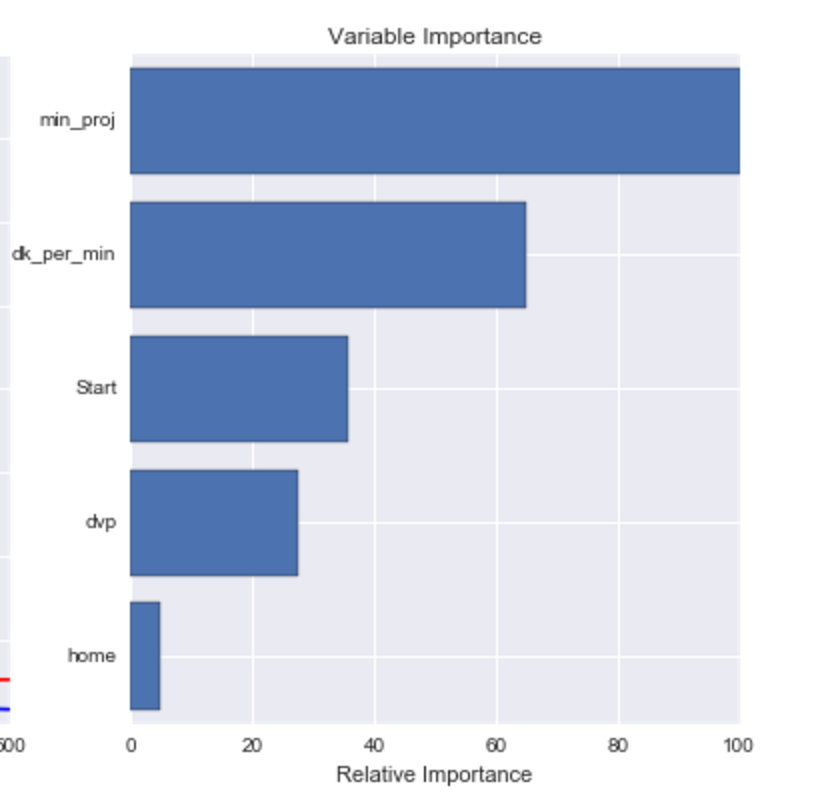 Variable Importance
min_proj
dk_per_min
Start
dvp
home
0 20 40 60 80 100
Relative Importance